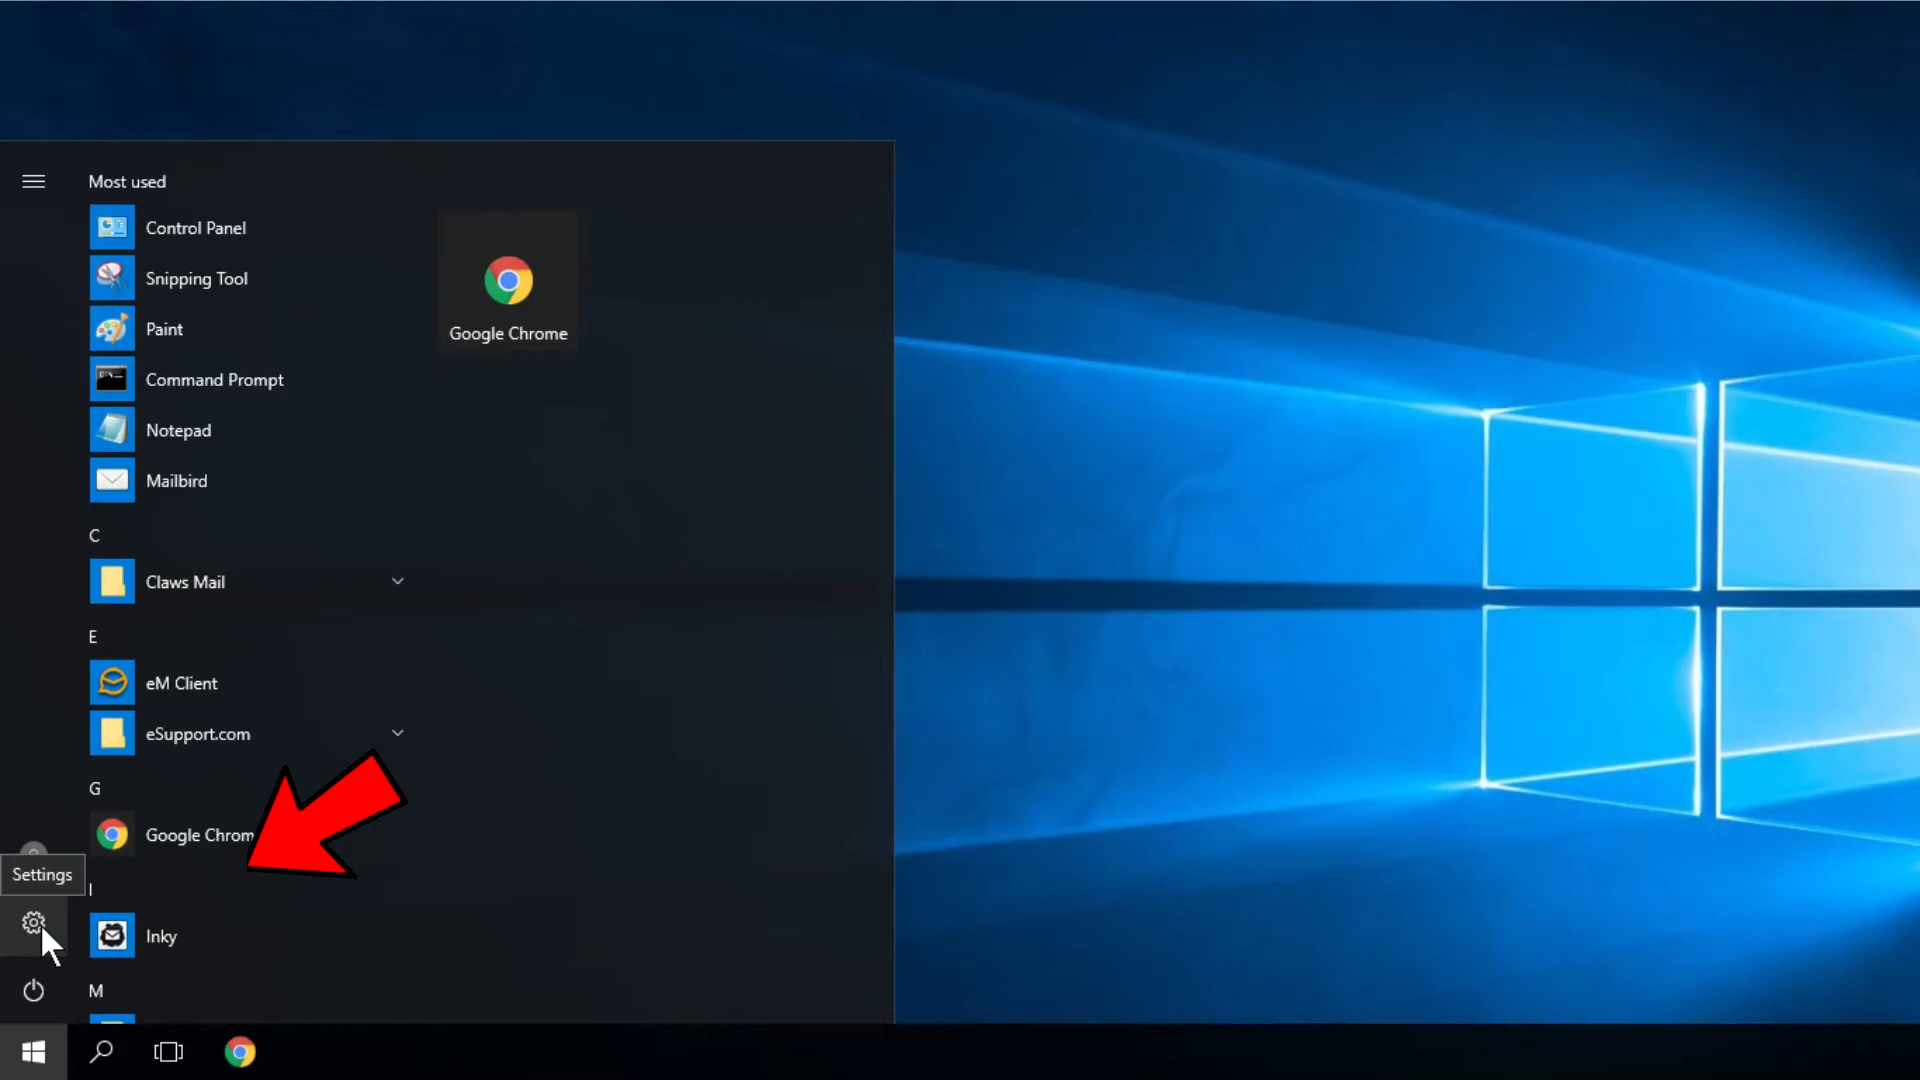 Most used
Control Panel
Snipping Tool
Paint
Command Prompt
Notepad
Mailbird
Google Chrome
C
Claws Mail
E
eM Client
eSupport.com
G
Google Chrom
Settings
I
Inky
M